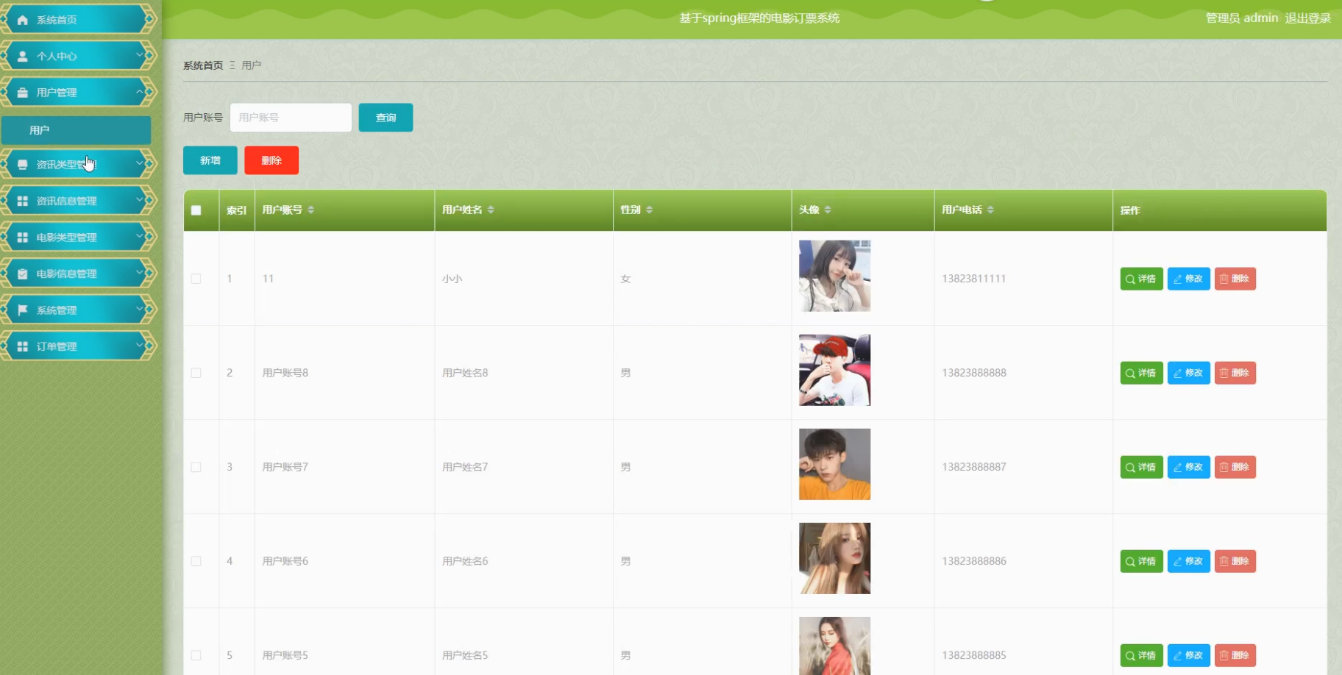 基于spring框架的电影订票系统
管理员 admin 退出登录
系统首页
个人中心
用户管理
用户
资讯类型管理
资讯信息管理
电影类型管理
电影信息管理
系统管理
订单管理
系统首页 Ξ 用户
用户账号 用户账号 查询
新增 删除
索引 用户账号 用户姓名 性别 头像 用户电话 操作
1 11 小小 女 13823811111 详情 修改 删除
2 用户账号8 用户姓名8 男 13823888888 详情 修改 删除
3 用户账号7 用户姓名7 男 13823888887 详情 修改 删除
4 用户账号6 用户姓名6 男 13823888886 详情 修改 删除
5 用户账号5 用户姓名5 男 13823888885 详情 修改 删除